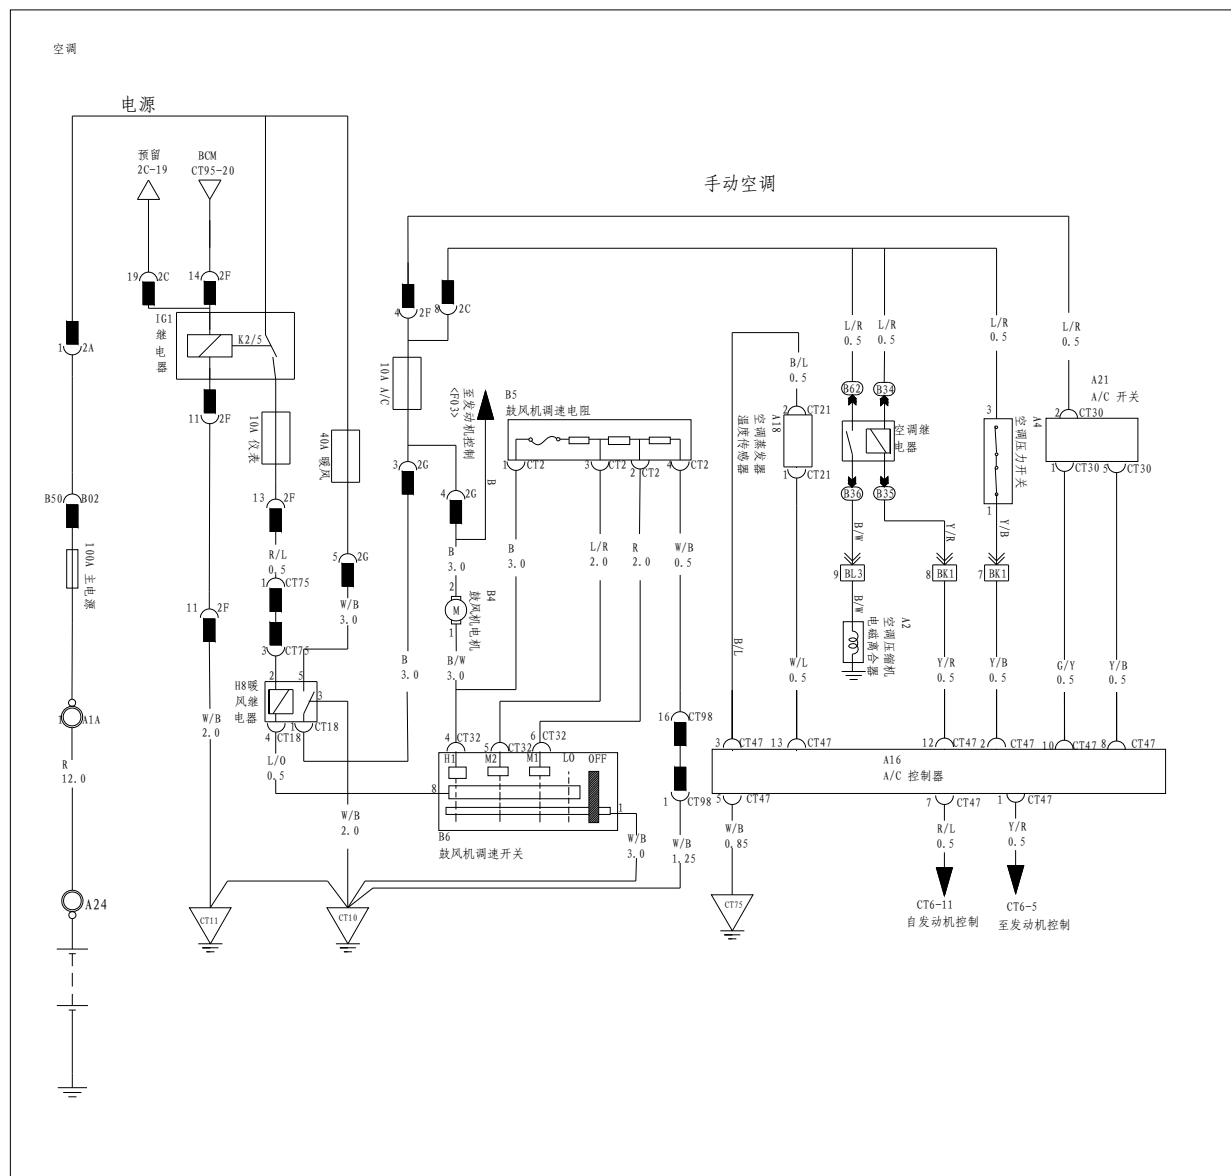 空调
电源
预留
2C-19
BCM
CT95-20
手动空调
19
2C
14
2F
4
2F
8
2C
IG1
继
电
器
K2/5
1
2A
L/R
0.5
L/R
0.5
L/R
0.5
L/R
0.5
B/L
0.5
10A A/C
至发动机控制
<F03>
B
B5
鼓风机调速电阻
A21
A/C 开关
11
2F
10A 仪表
40A 暖风
2
CT21
A18
空调蒸发器
温度传感器
B62
B34
空调继
电器
3
A4
空调压力开关
2
CT30
1
CT2
3
CT2
2
CT2
4
CT2
3
2G
4
2G
1
CT21
B36
B35
1
1
CT30
5
CT30
B50
B02
13
2F
100A 主电源
R/L
0.5
5
2G
B
3.0
B
3.0
L/R
2.0
R
2.0
W/B
0.5
B/W
Y/R
Y/B
9
BL3
8
BK1
7
BK1
1
CT75
W/B
3.0
2
M
1
B4
鼓风机电机
B/W
A2
空调压缩机
电磁离合器
11
2F
3
CT75
B/L
B
3.0
B/W
3.0
W/L
0.5
Y/R
0.5
Y/B
0.5
G/Y
0.5
Y/B
0.5
H8暖
风继
电器
2
5
3
4
CT18
1
CT18
1
A1A
W/B
2.0
16
CT98
R
12.0
L/O
0.5
4
CT32
5
CT32
6
CT32
H1
M2
M1
LO
OFF
3
CT47
13
CT47
12
CT47
2
CT47
10
CT47
8
CT47
A16
A/C 控制器
8
1
B6
鼓风机调速开关
1
CT98
5
CT47
7
CT47
1
CT47
W/B
2.0
W/B
3.0
W/B
1.25
W/B
0.85
R/L
0.5
Y/R
0.5
A24
CT11
CT10
CT75
CT6-11
自发动机控制
CT6-5
至发动机控制